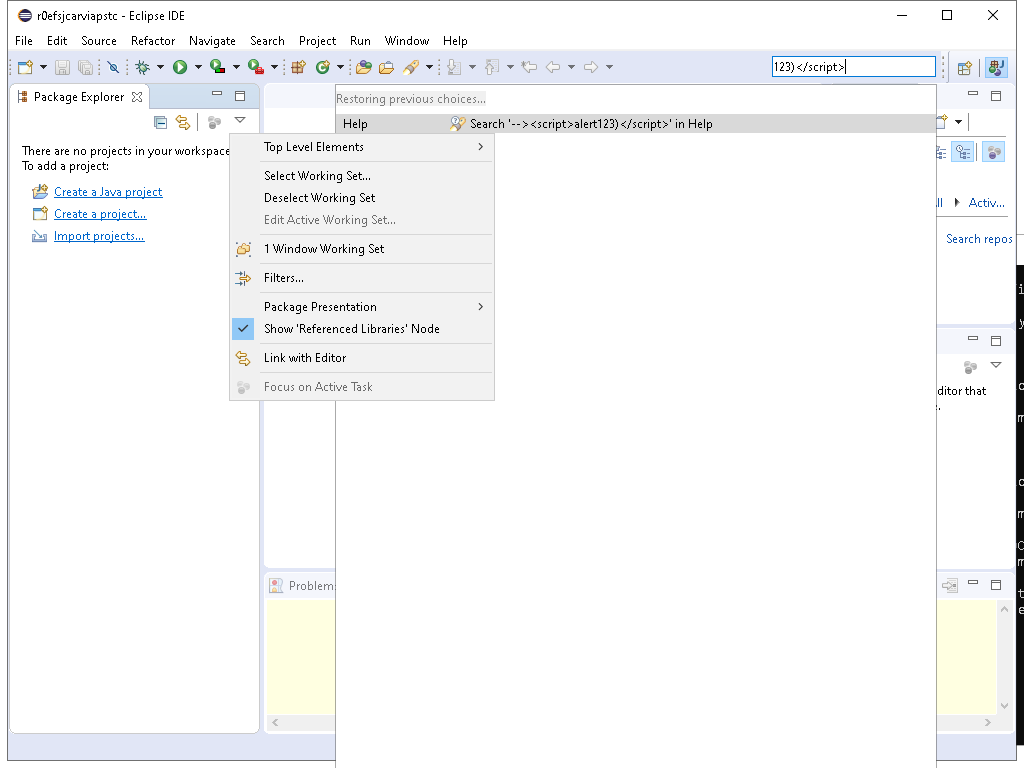 r0efsjcarviapstc - Eclipse IDE
File Edit Source Refactor Navigate Search Project Run Window Help
123)</script>
Package Explorer
Restoring previous choices...
Help Search '--><script>alert123)</script>' in Help
There are no projects in your workspace
To add a project:
Create a Java project
Create a project...
Import projects...
Top Level Elements
Select Working Set...
Deselect Working Set
Edit Active Working Set...
1 Window Working Set
Filters...
Package Presentation
Show 'Referenced Libraries' Node
Link with Editor
Focus on Active Task
Activ...
Search repos
ditor that
Problem